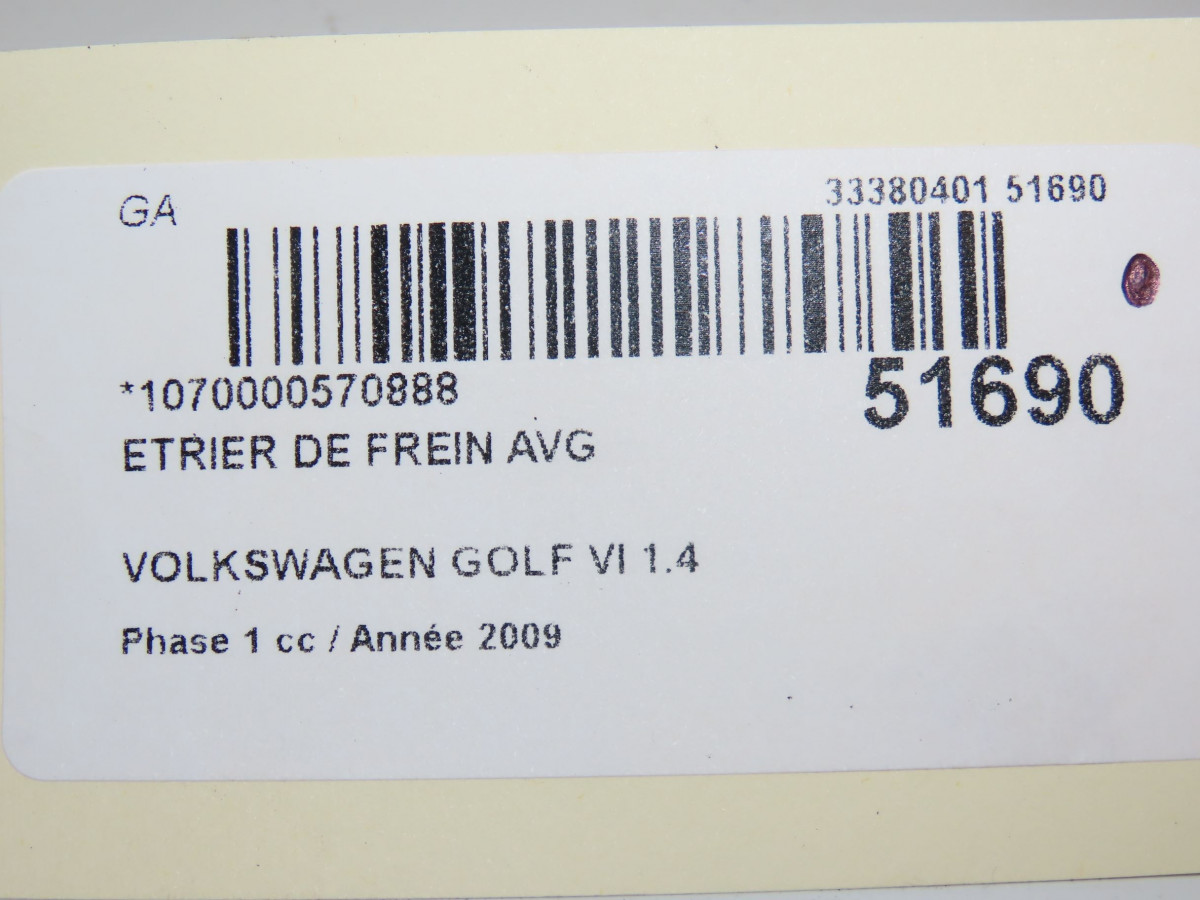 GA
33380401 51690
*1070000570888
51690
ETRIER DE FREIN AVG
VOLKSWAGEN GOLF VI 1.4
Phase 1 cc / Année 2009